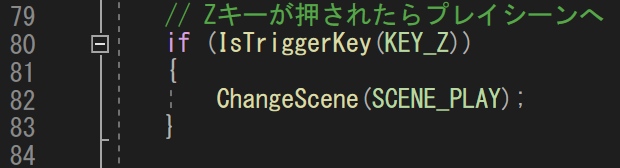 79 // Zキーが押されたらプレイシーンへ
80 if (IsTriggerKey(KEY_Z))
81 {
82 ChangeScene(SCENE_PLAY);
83 }
84